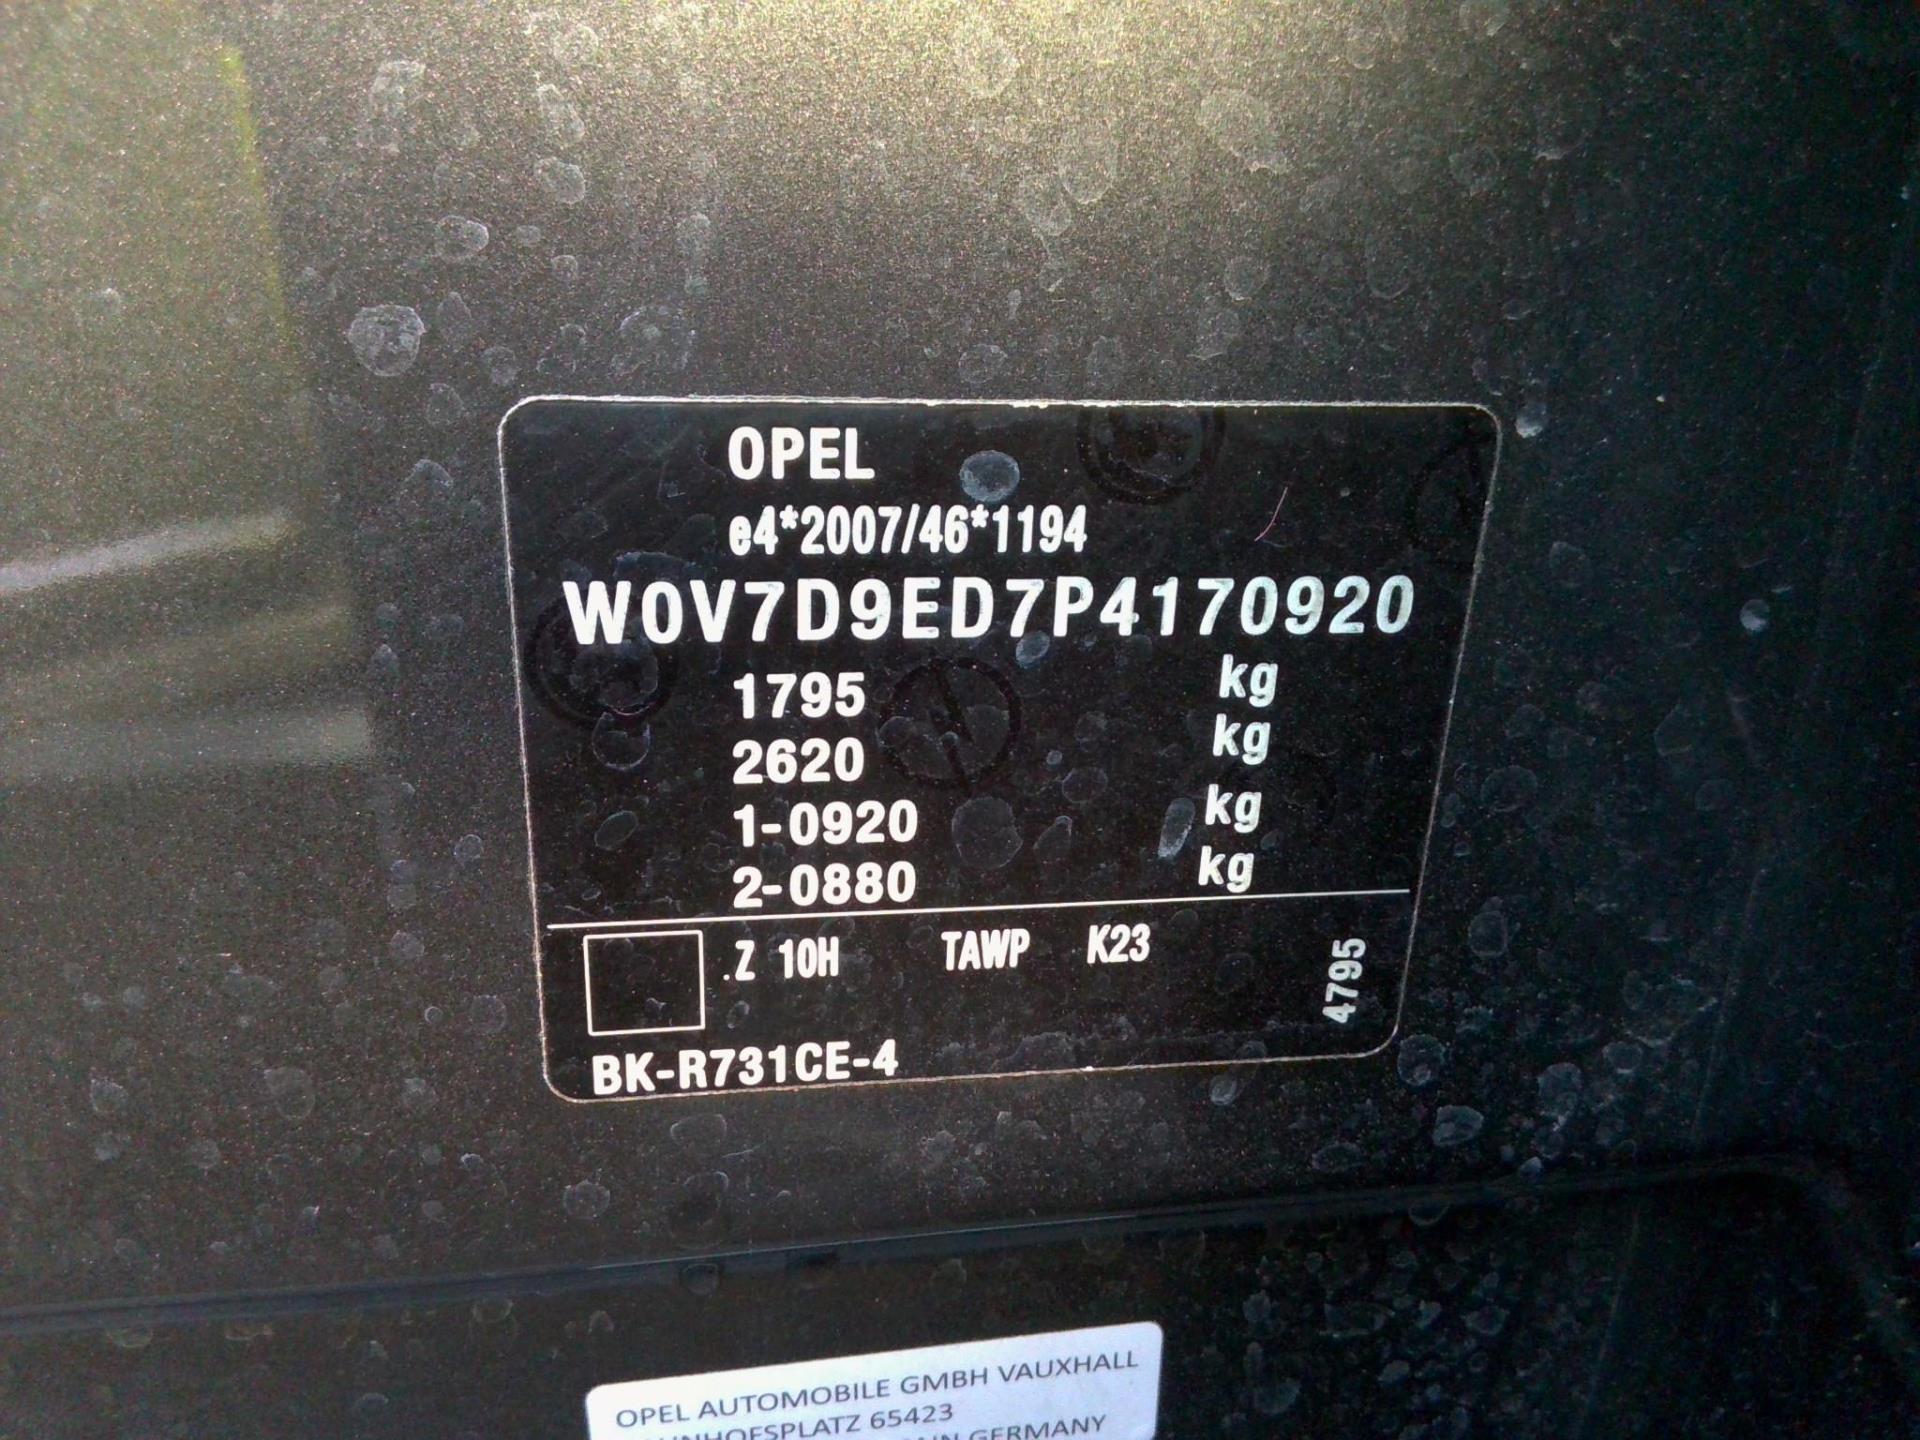 OPEL
e4*2007/46*1194
W0V7D9ED7P4170920
1795 kg
2620 kg
1-0920 kg
2-0880 kg
.Z 10H TAWP K23
4795
BK-R731CE-4
OPEL AUTOMOBILE GMBH VAUXHALL
65423
GERMANY